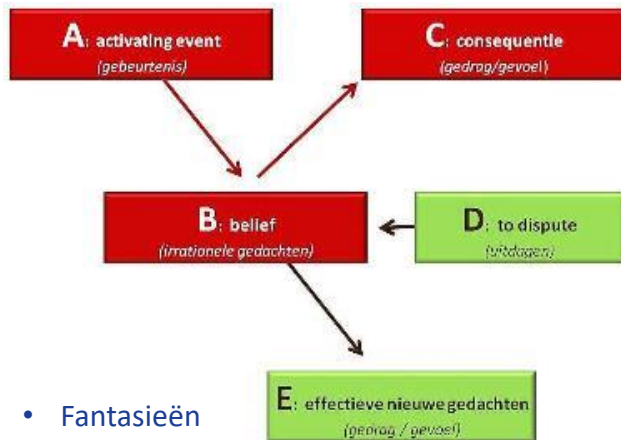 A: activating event
(gebeurtenis)
C: consequentie
(gedrag/gevoel)
B: belief
(irrationele gedachten)
D: to dispute
(uitdagen)
E: effectieve nieuwe gedachten
(gedrag / gevoel)
• Fantasieën